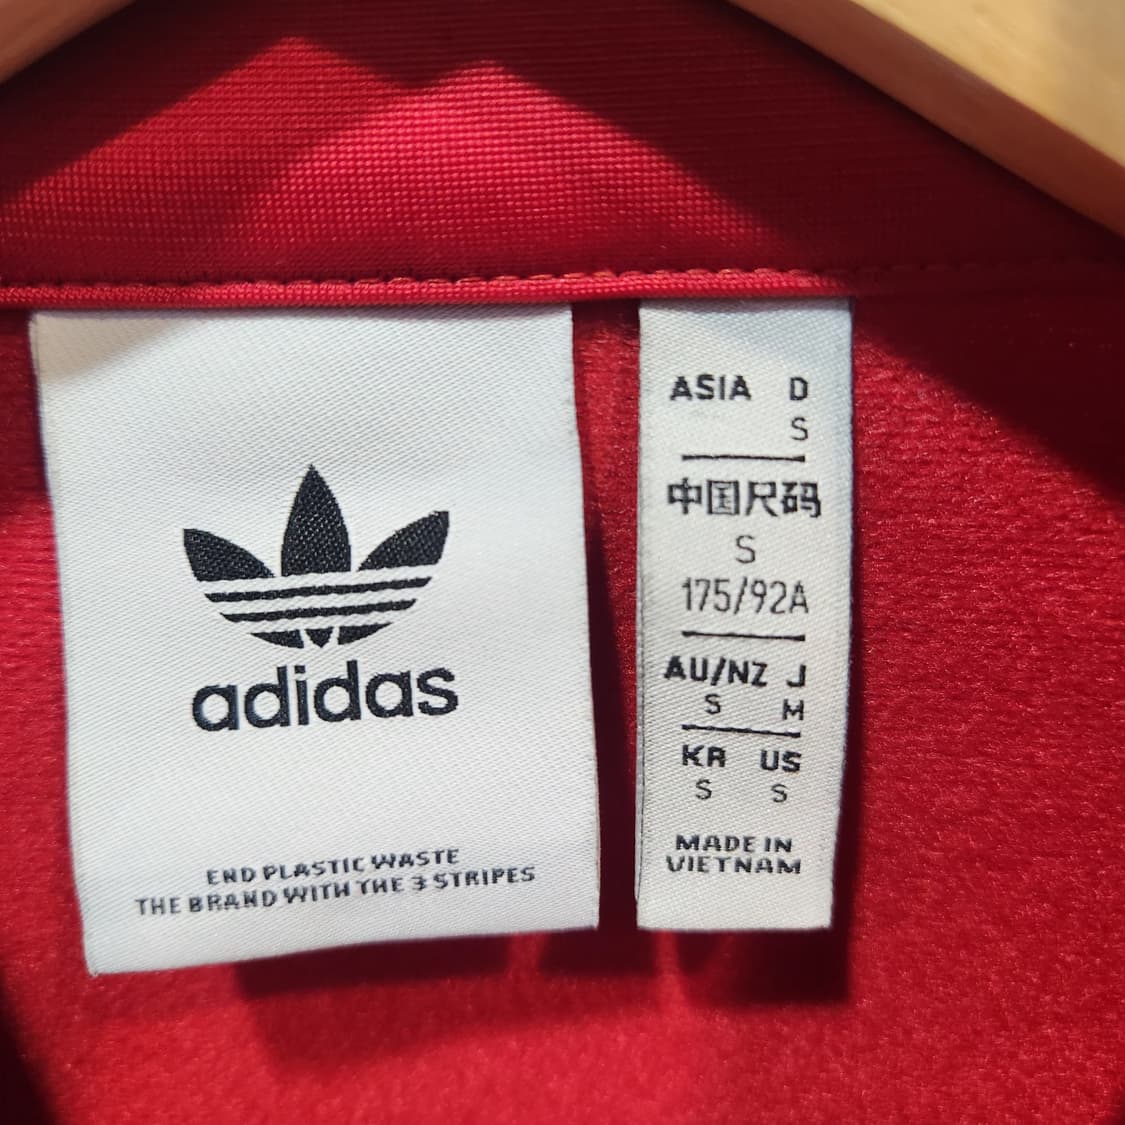 adidas
END PLASTIC WASTE
THE BRAND WITH THE 3 STRIPES
ASIA D
S
中国尺码
S
175/92A
AU/NZ J
S M
KR US
S S
MADE IN
VIETNAM